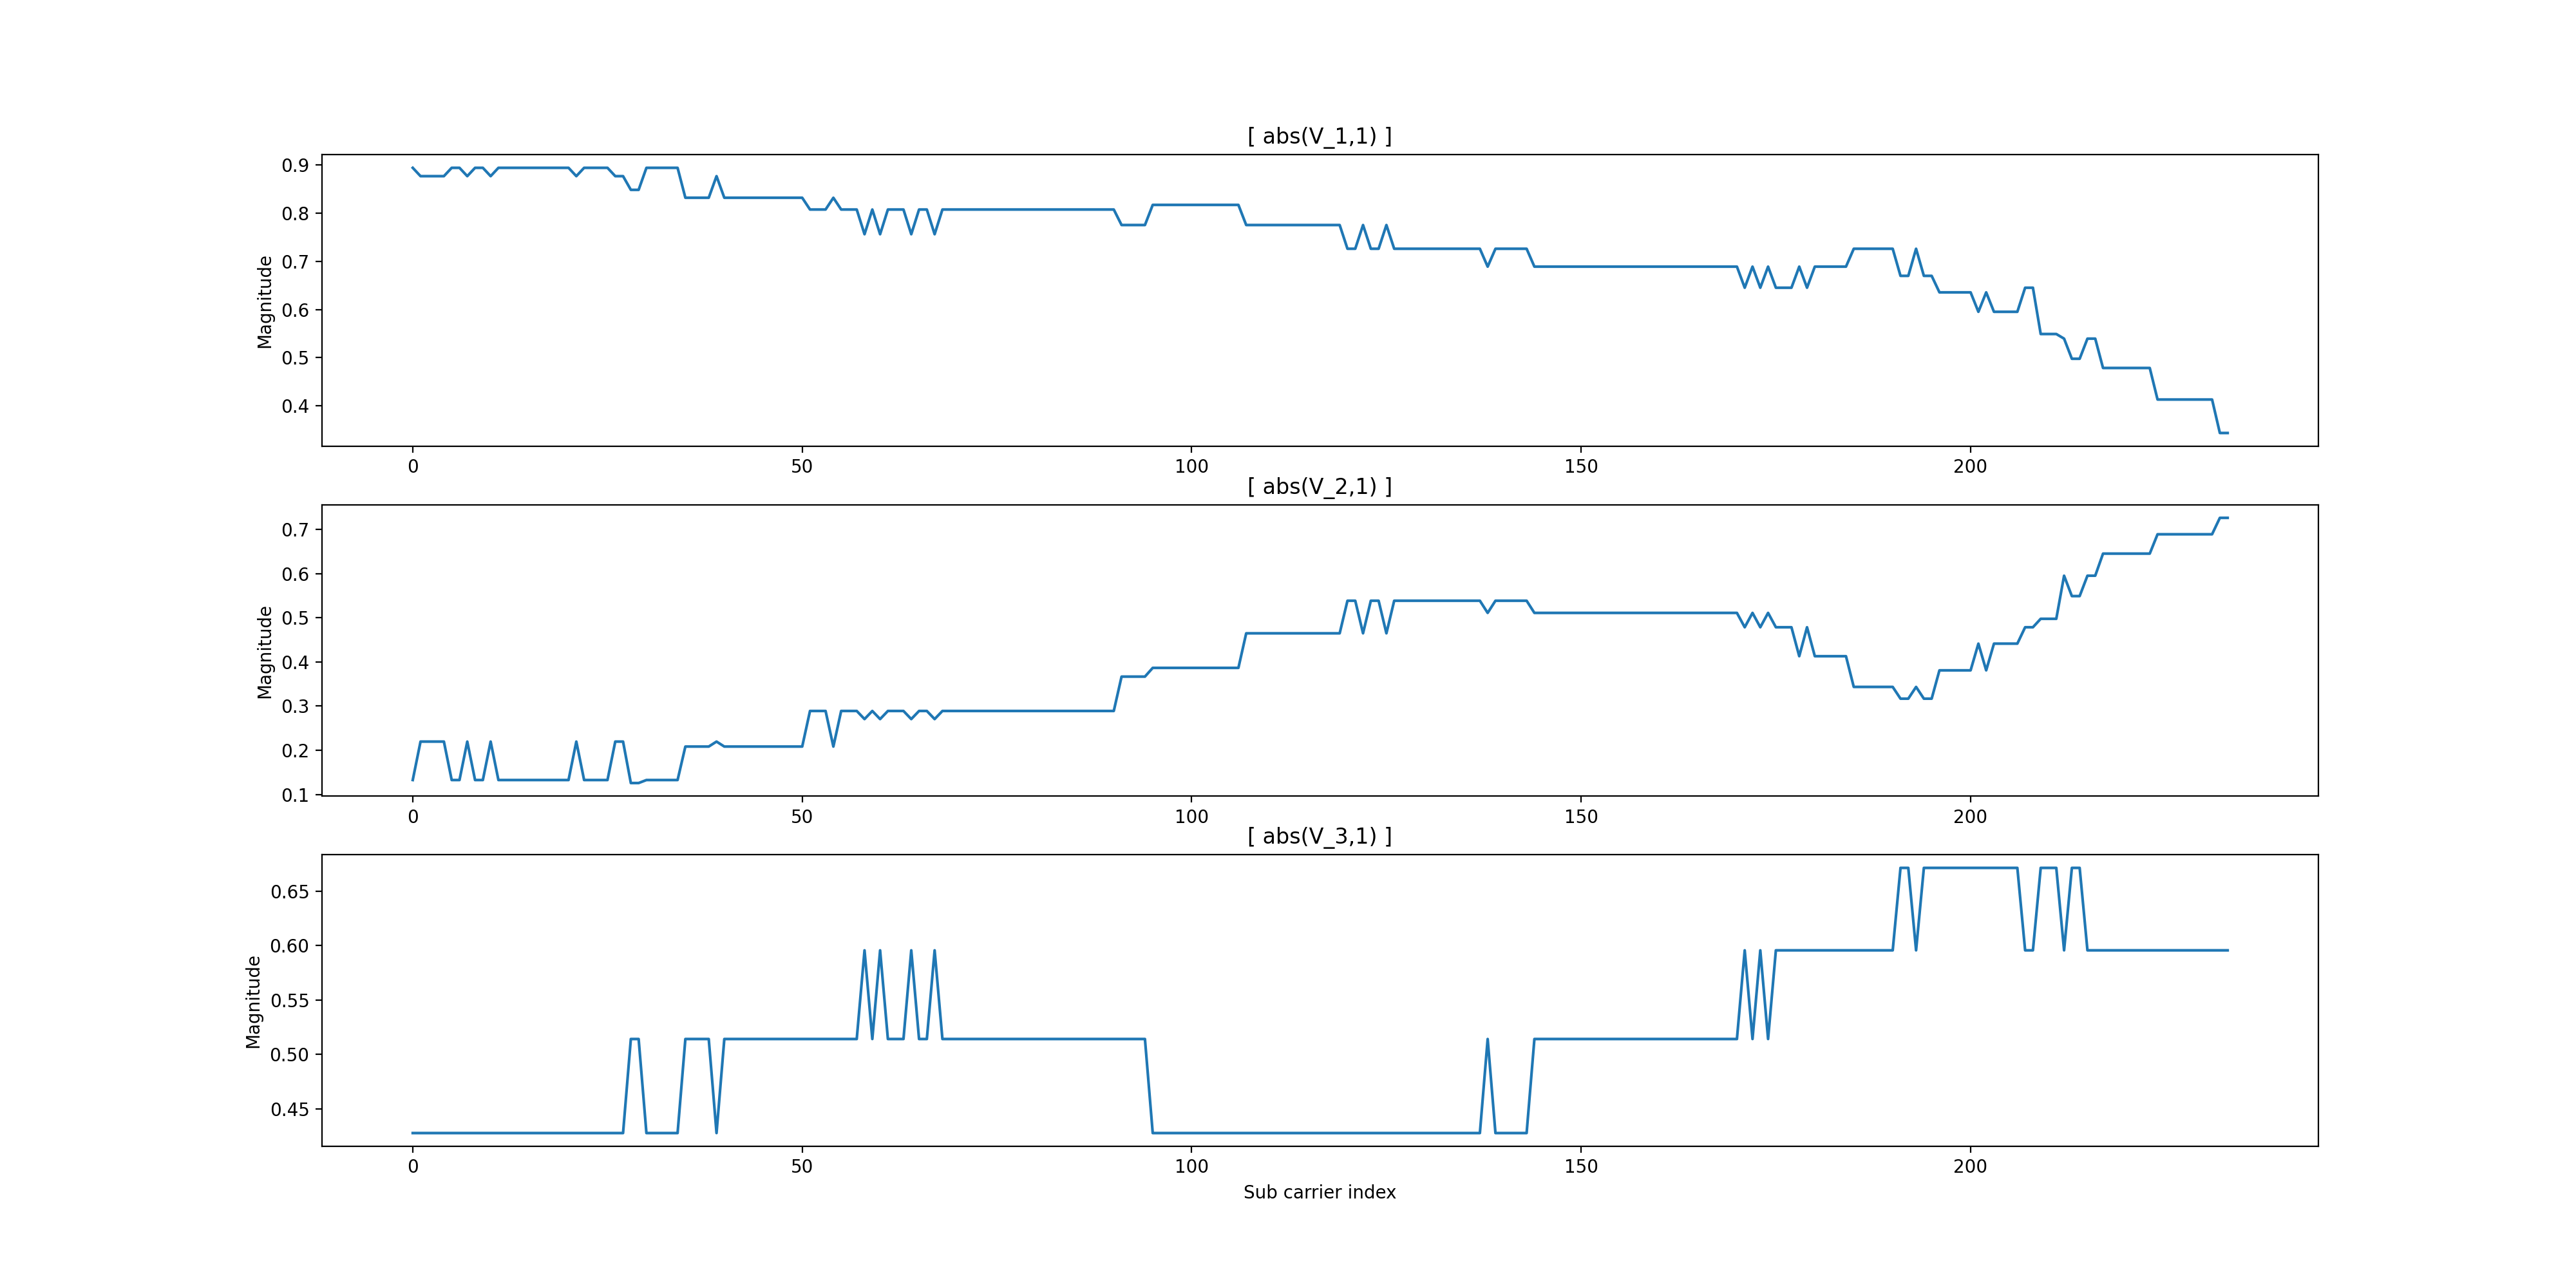 [ abs(V_1,1) ]
0.9
0.8
0.7
0.6
0.5
0.4
Magnitude
0 50 100 150 200
[ abs(V_2,1) ]
0.7
0.6
0.5
0.4
0.3
0.2
0.1
Magnitude
0 50 100 150 200
[ abs(V_3,1) ]
0.65
0.60
0.55
0.50
0.45
Magnitude
0 50 100 150 200
Sub carrier index